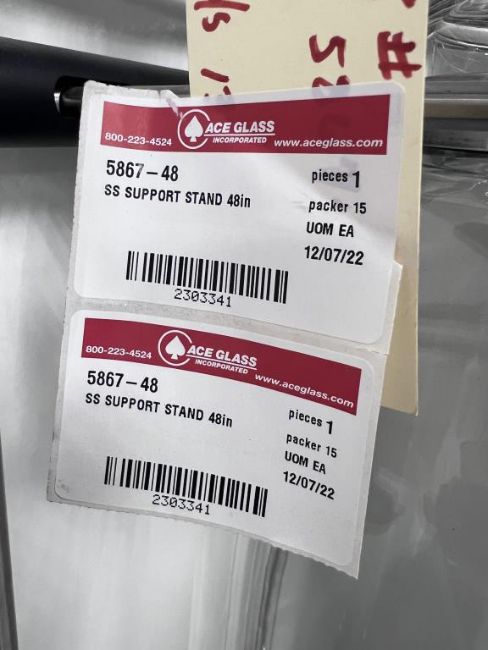 #
ACE GLASS
INCORPORATED
800-223-4524
www.aceglass.com
5867-48
pieces 1
SS SUPPORT STAND 48in
packer 15
UOM EA
12/07/22
2303341
ACE GLASS
INCORPORATED
800-223-4524
www.aceglass.com
5867-48
pieces 1
SS SUPPORT STAND 48in
packer 15
UOM EA
12/07/22
2303341